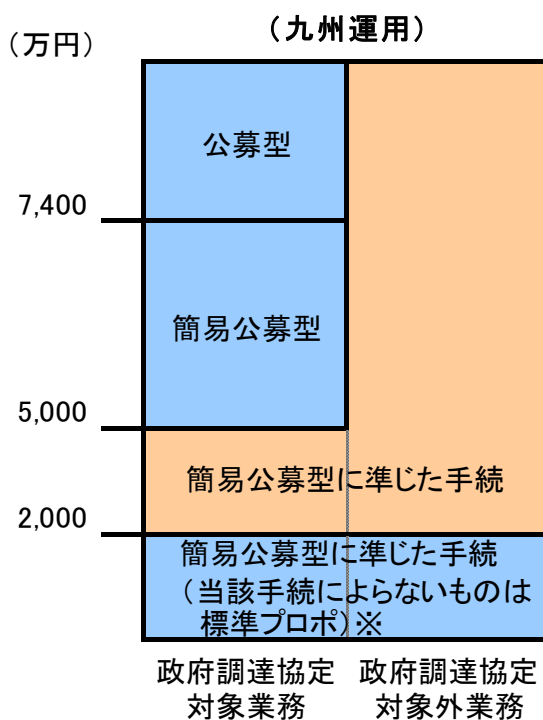 （九州運用）
（万円）
公募型
7,400
簡易公募型
5,000
簡易公募型に準じた手続
2,000
簡易公募型に準じた手続
（当該手続によらないものは
標準プロポ）※
政府調達協定
対象業務
政府調達協定
対象外業務